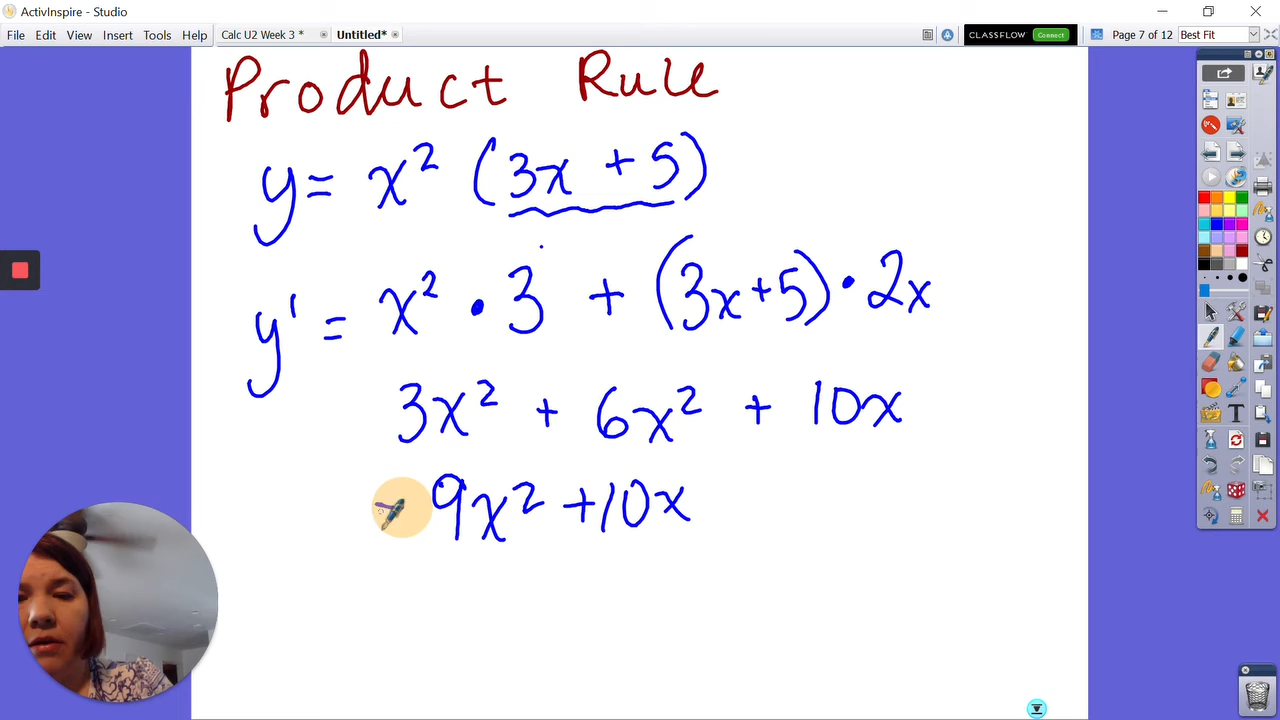 ActivInspire - Studio
File Edit View Insert Tools Help Calc U2 Week 3 * Untitled* CLASSFLOW Connect Page 7 of 12 Best Fit
Product Rule
y = x² (3x + 5)
y' = x² • 3 + (3x+5) • 2x
3x² + 6x² + 10x
9x² +10x